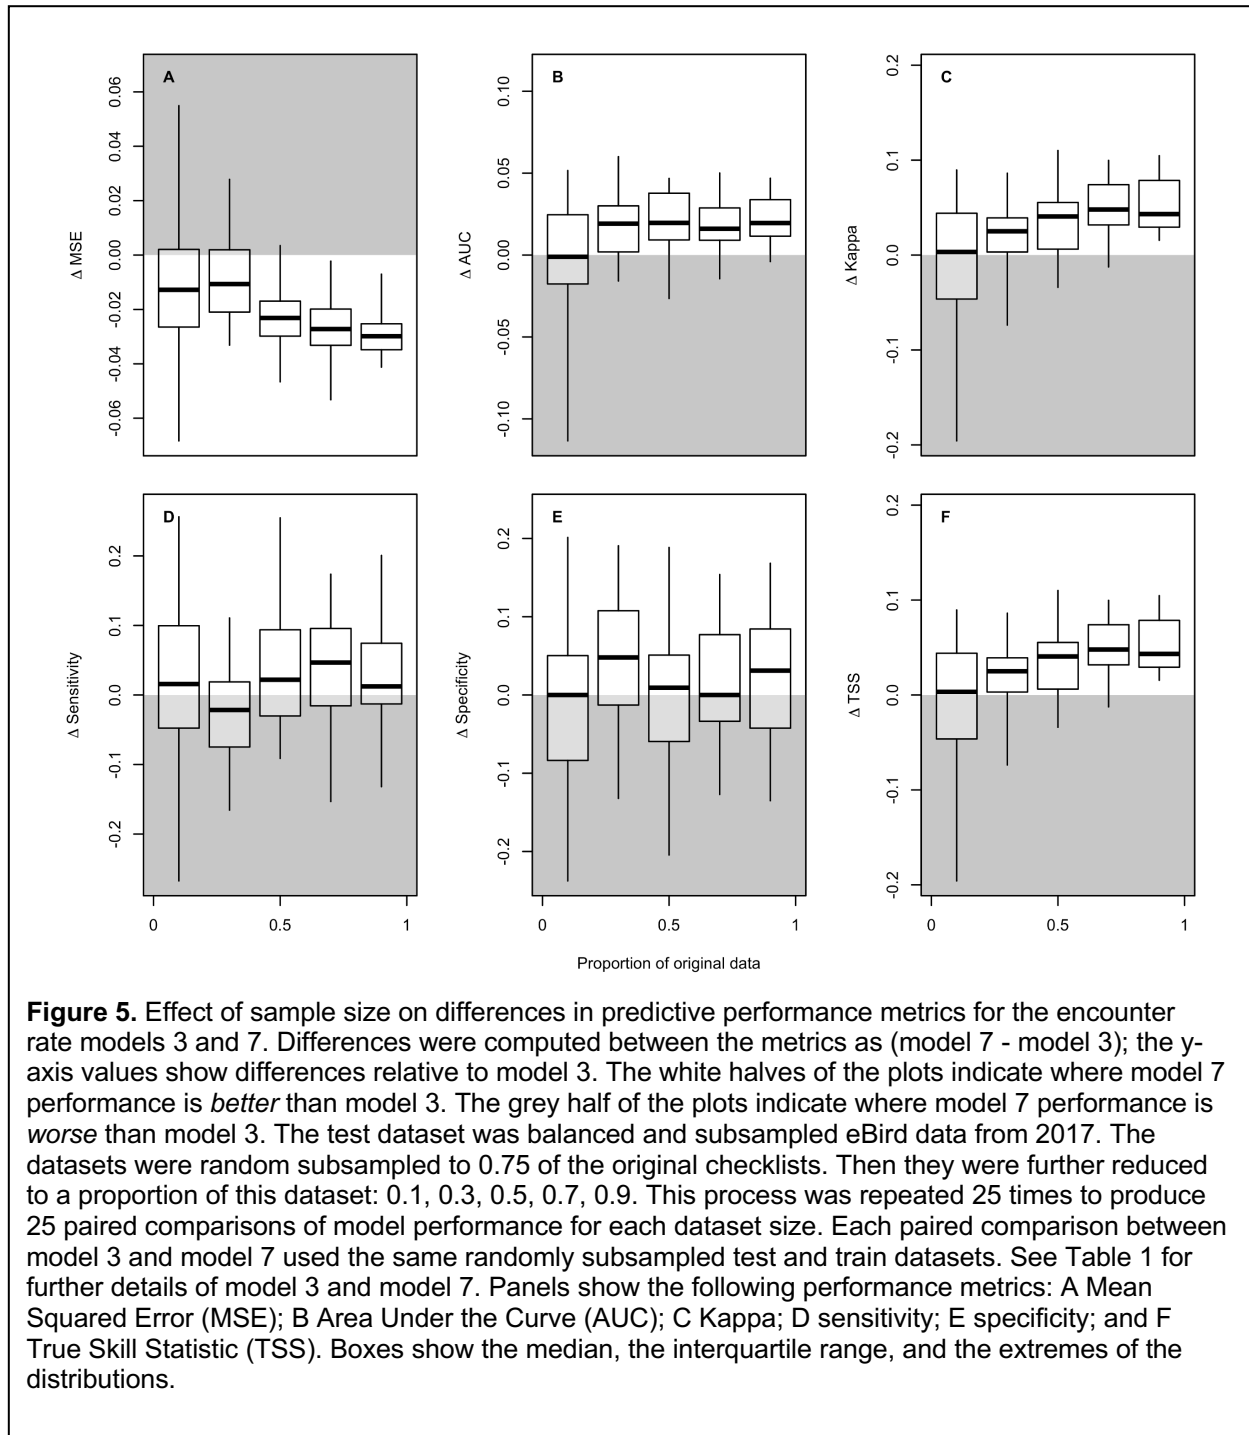 A
B
C
0.06
0.04
0.02
0.00
-0.02
-0.04
-0.06
Δ MSE
0.10
0.05
0.00
-0.05
-0.10
Δ AUC
0.2
0.1
0.0
-0.1
-0.2
Δ Kappa
D
E
F
0.2
0.1
0.0
-0.1
-0.2
Δ Sensitivity
0.2
0.1
0.0
-0.1
-0.2
Δ Specificity
0.2
0.1
0.0
-0.1
-0.2
Δ TSS
0 0.5 1
0 0.5 1
0 0.5 1
Proportion of original data
Figure 5. Effect of sample size on differences in predictive performance metrics for the encounter
rate models 3 and 7. Differences were computed between the metrics as (model 7 - model 3); the y-
axis values show differences relative to model 3. The white halves of the plots indicate where model 7
performance is better than model 3. The grey half of the plots indicate where model 7 performance is
worse than model 3. The test dataset was balanced and subsampled eBird data from 2017. The
datasets were random subsampled to 0.75 of the original checklists. Then they were further reduced
to a proportion of this dataset: 0.1, 0.3, 0.5, 0.7, 0.9. This process was repeated 25 times to produce
25 paired comparisons of model performance for each dataset size. Each paired comparison between
model 3 and model 7 used the same randomly subsampled test and train datasets. See Table 1 for
further details of model 3 and model 7. Panels show the following performance metrics: A Mean
Squared Error (MSE); B Area Under the Curve (AUC); C Kappa; D sensitivity; E specificity; and F
True Skill Statistic (TSS). Boxes show the median, the interquartile range, and the extremes of the
distributions.